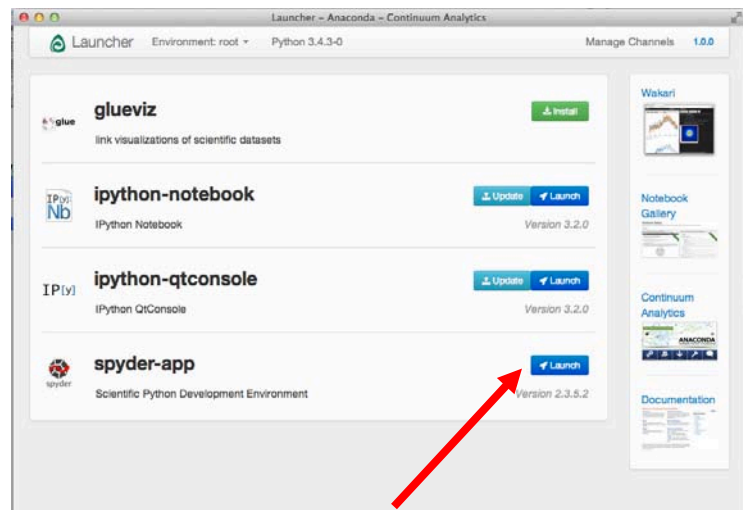 Launcher – Anaconda – Continuum Analytics
Launcher Environment: root Python 3.4.3-0 Manage Channels 1.0.0
glue
glueviz
Install
link visualizations of scientific datasets
IP[y]:
Nb
ipython-notebook
Update Launch
IPython Notebook
Version 3.2.0
IP[y]
ipython-qtconsole
Update Launch
IPython QtConsole
Version 3.2.0
spyder
spyder-app
Launch
Scientific Python Development Environment
Version 2.3.5.2
Wakari
Notebook
Gallery
Continuum
Analytics
ANACONDA
Documentation